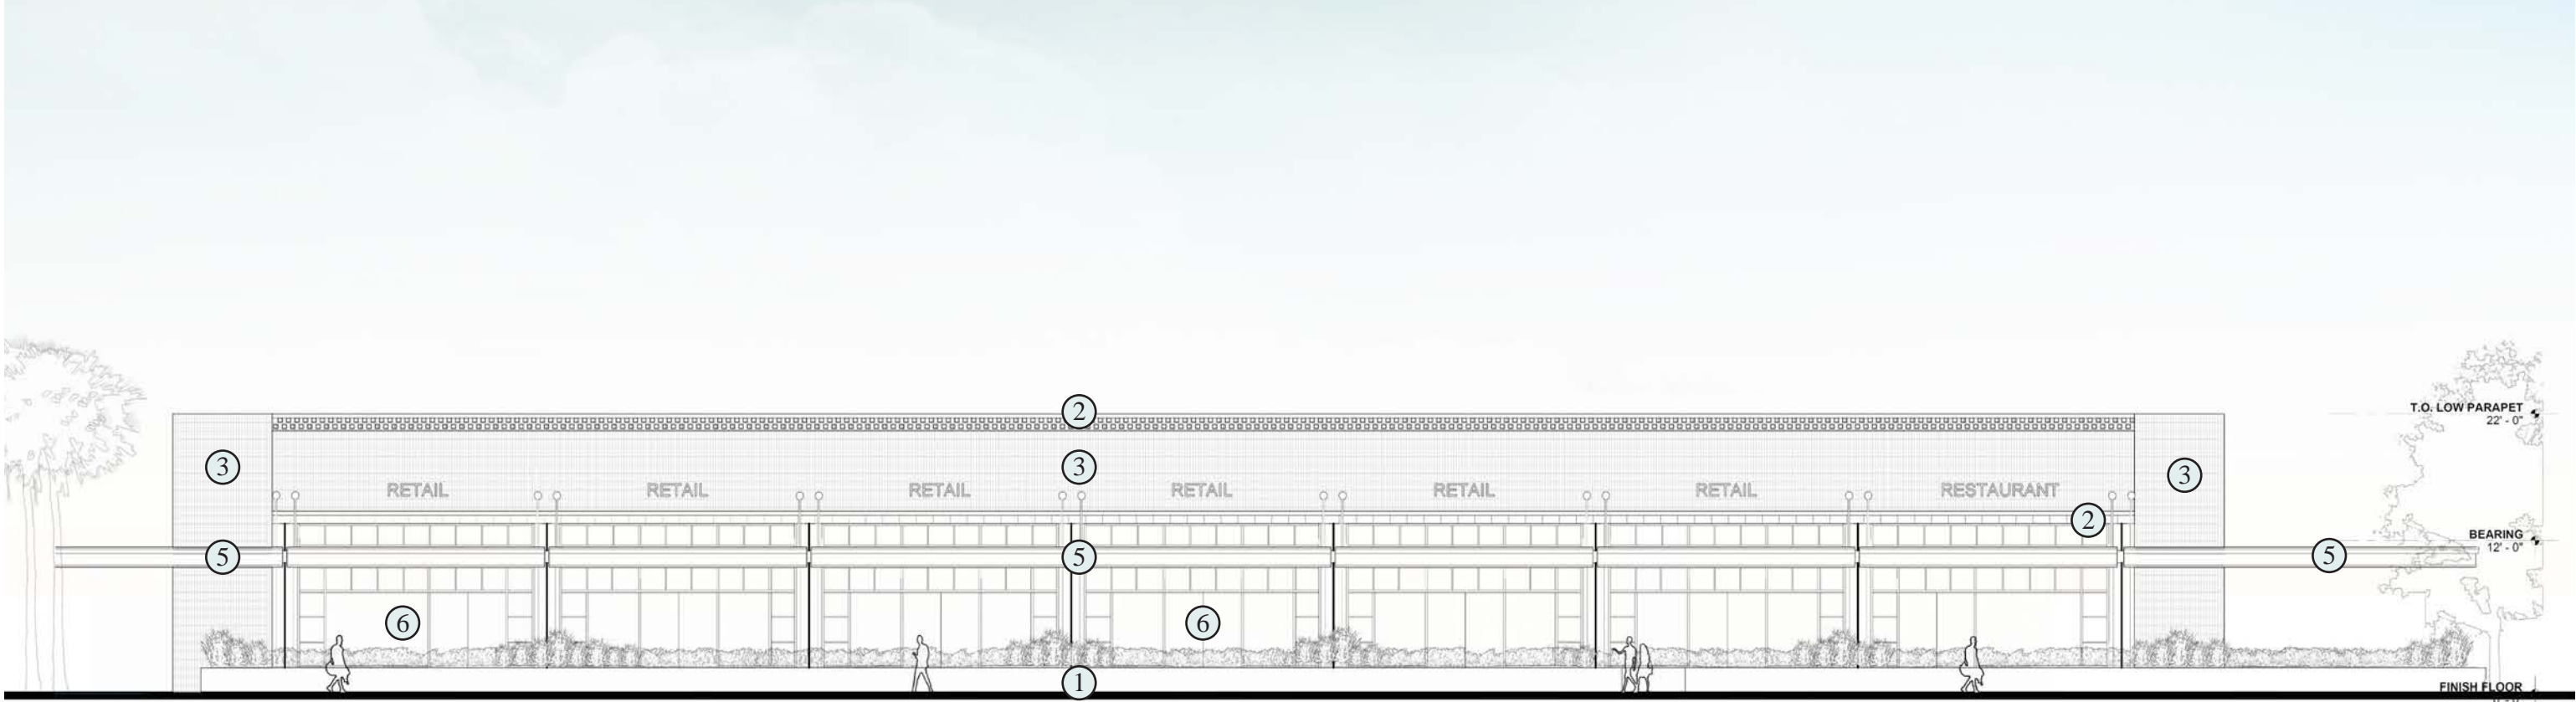 2
T.O. LOW PARAPET
22' - 0"
3
3
3
RETAIL RETAIL RETAIL RETAIL RETAIL RETAIL RESTAURANT
2
BEARING
12' - 0"
5
5
5
6
6
1
FINISH FLOOR